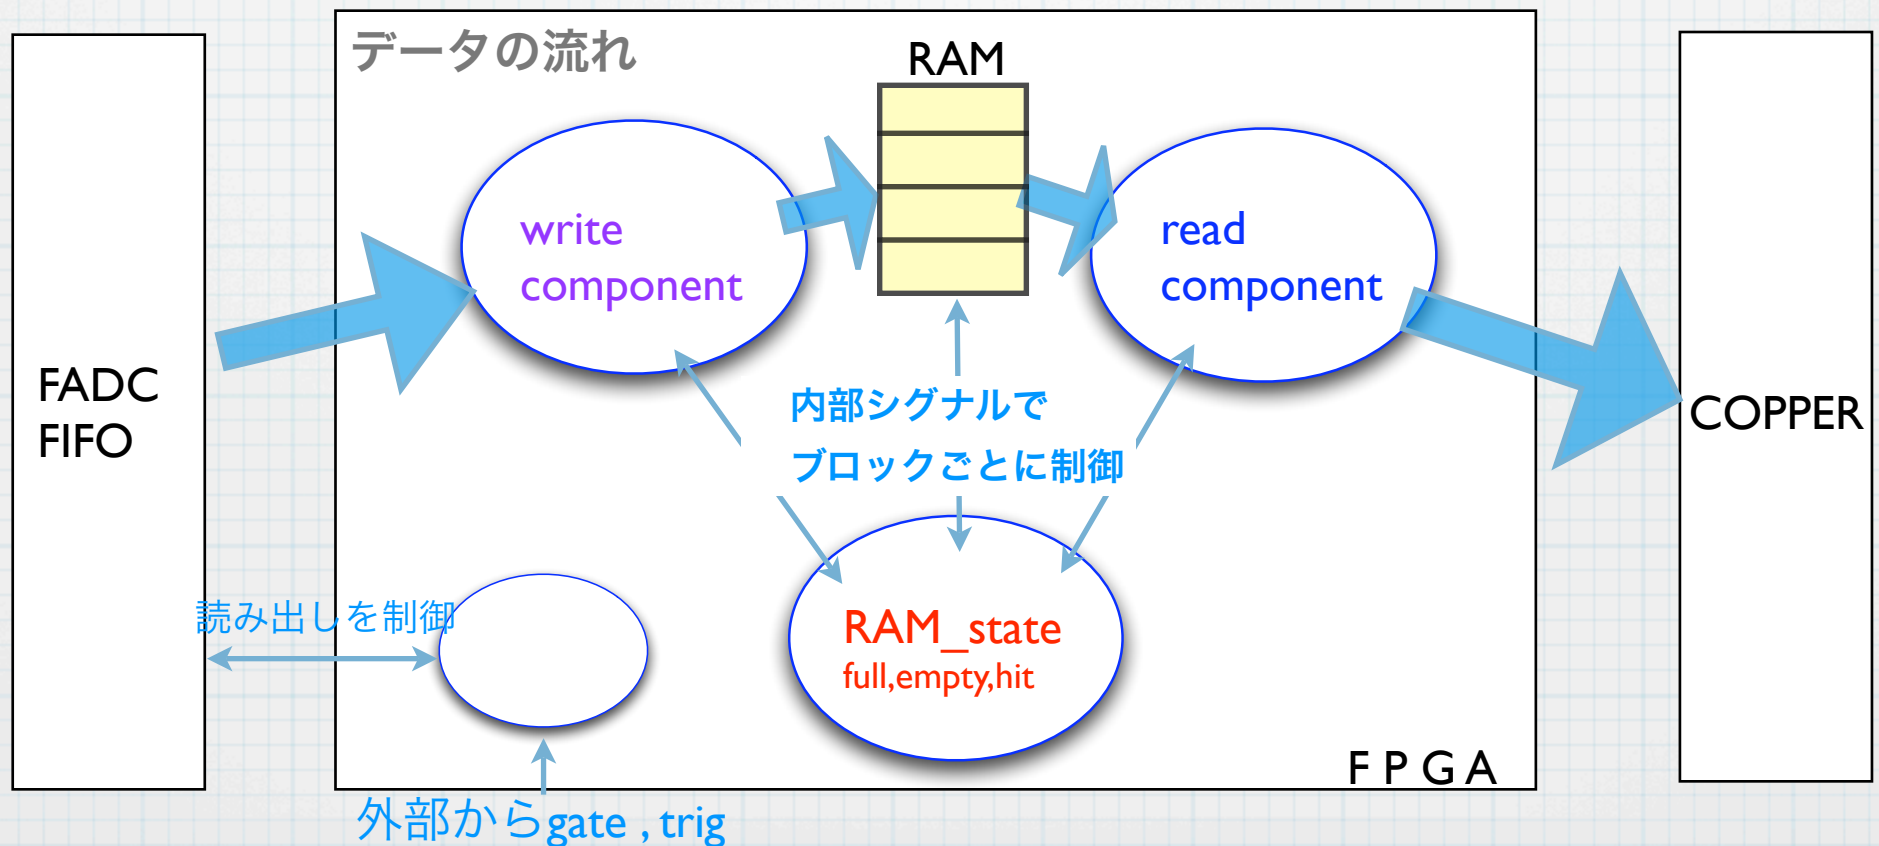 データの流れ
RAM
write
component
read
component
FADC
FIFO
内部シグナルで
ブロックごとに制御
COPPER
読み出しを制御
RAM_state
full,empty,hit
FPGA
外部からgate , trig